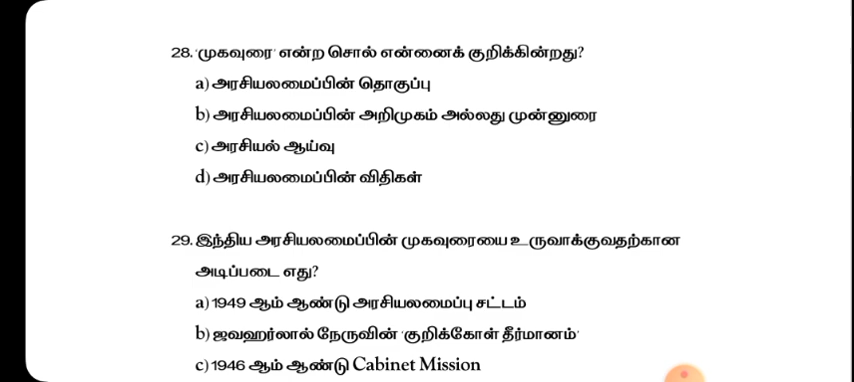 28. 'முகவுரை' என்ற சொல் என்னைக் குறிக்கின்றது?
a) அரசியலமைப்பின் தொகுப்பு
b) அரசியலமைப்பின் அறிமுகம் அல்லது முன்னுரை
c) அரசியல் ஆய்வு
d) அரசியலமைப்பின் விதிகள்
29. இந்திய அரசியலமைப்பின் முகவுரையை உருவாக்குவதற்கான
அடிப்படை எது?
a) 1949 ஆம் ஆண்டு அரசியலமைப்பு சட்டம்
b) ஜவஹர்லால் நேருவின் 'குறிக்கோள் தீர்மானம்'
c) 1946 ஆம் ஆண்டு Cabinet Mission